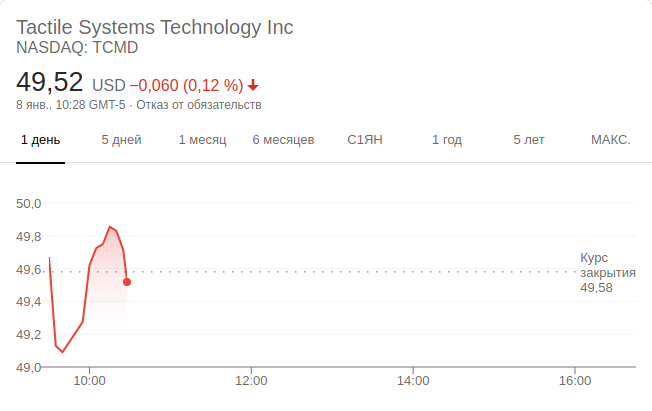 Tactile Systems Technology Inc
NASDAQ: TCMD
49,52 USD −0,060 (0,12 %)
8 янв., 10:28 GMT-5 · Отказ от обязательств
1 день 5 дней 1 месяц 6 месяцев С1ЯН 1 год 5 лет МАКС.
50,0
49,8
49,6
49,4
49,2
49,0
Курс
закрытия
49,58
10:00 12:00 14:00 16:00